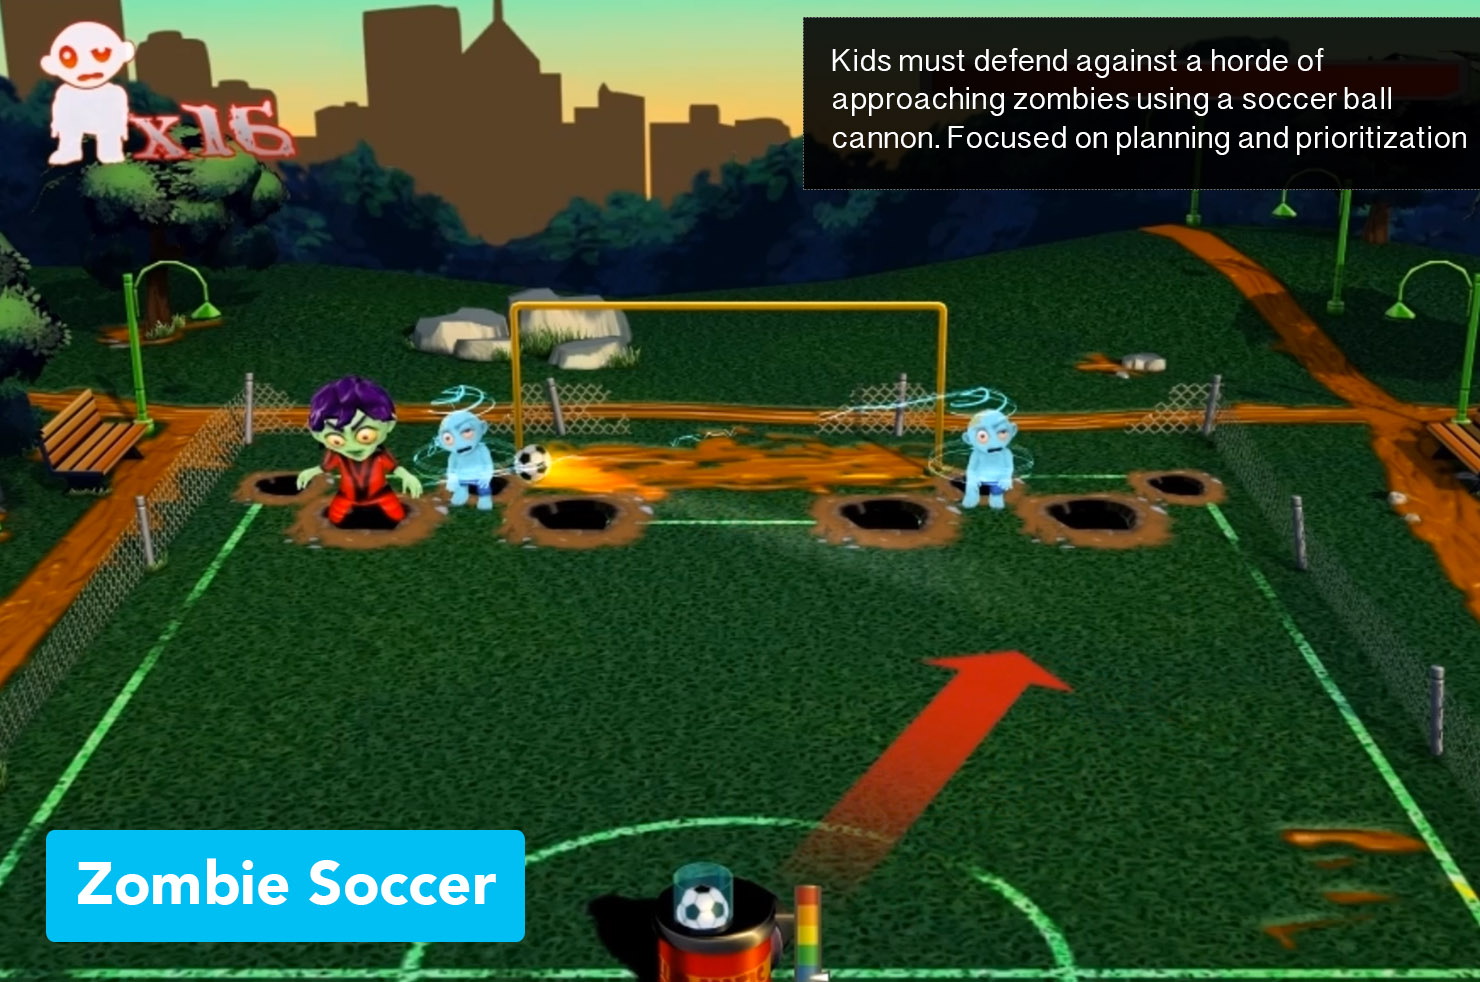 x16
Kids must defend against a horde of
approaching zombies using a soccer ball
cannon. Focused on planning and prioritization
Zombie Soccer